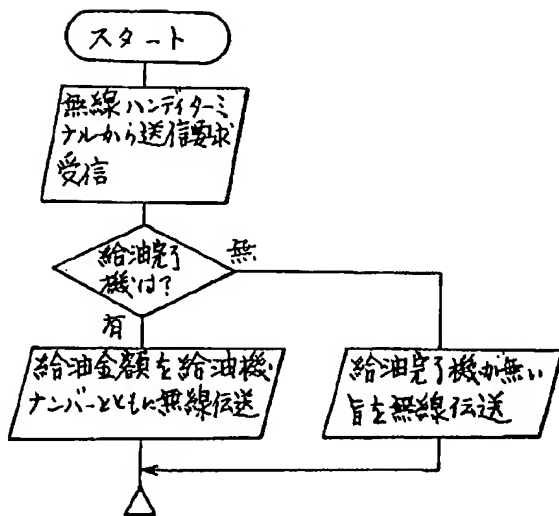 スタート
無線ハンディターミ
ナルから送信要求
受信
給油完了
機は?
無
有
給油金額を給油機
ナンバーとともに無線伝送
給油完了機が無い
旨を無線伝送